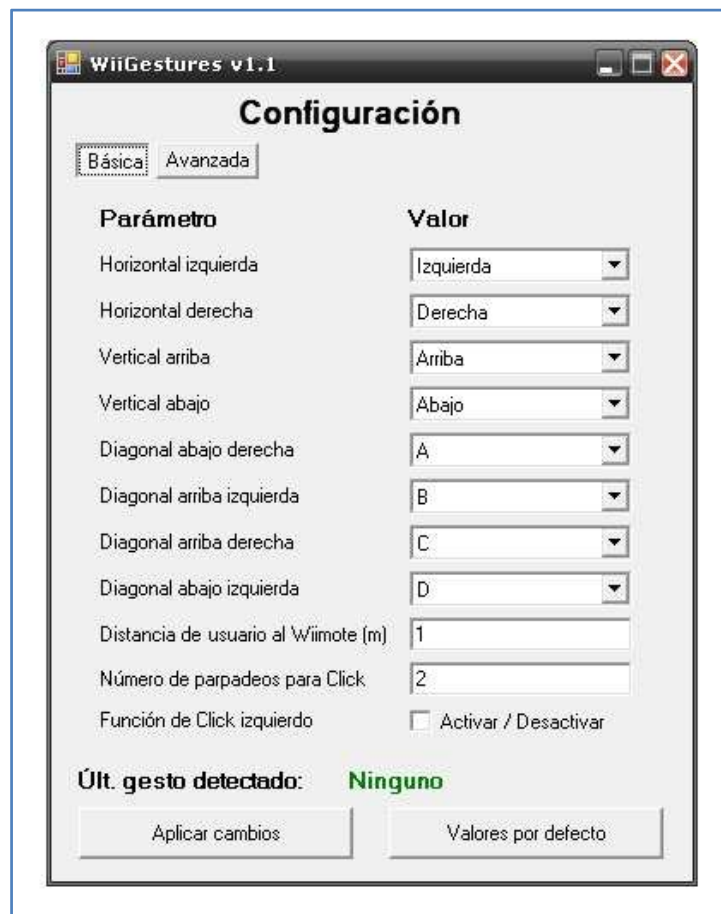 WiiGestures v1.1
Configuración
Básica Avanzada
Parámetro Valor
Horizontal izquierda Izquierda
Horizontal derecha Derecha
Vertical arriba Arriba
Vertical abajo Abajo
Diagonal abajo derecha A
Diagonal arriba izquierda B
Diagonal arriba derecha C
Diagonal abajo izquierda D
Distancia de usuario al Wiimote (m) 1
Número de parpadeos para Click 2
Función de Click izquierdo Activar / Desactivar
Últ. gesto detectado: Ninguno
Aplicar cambios Valores por defecto